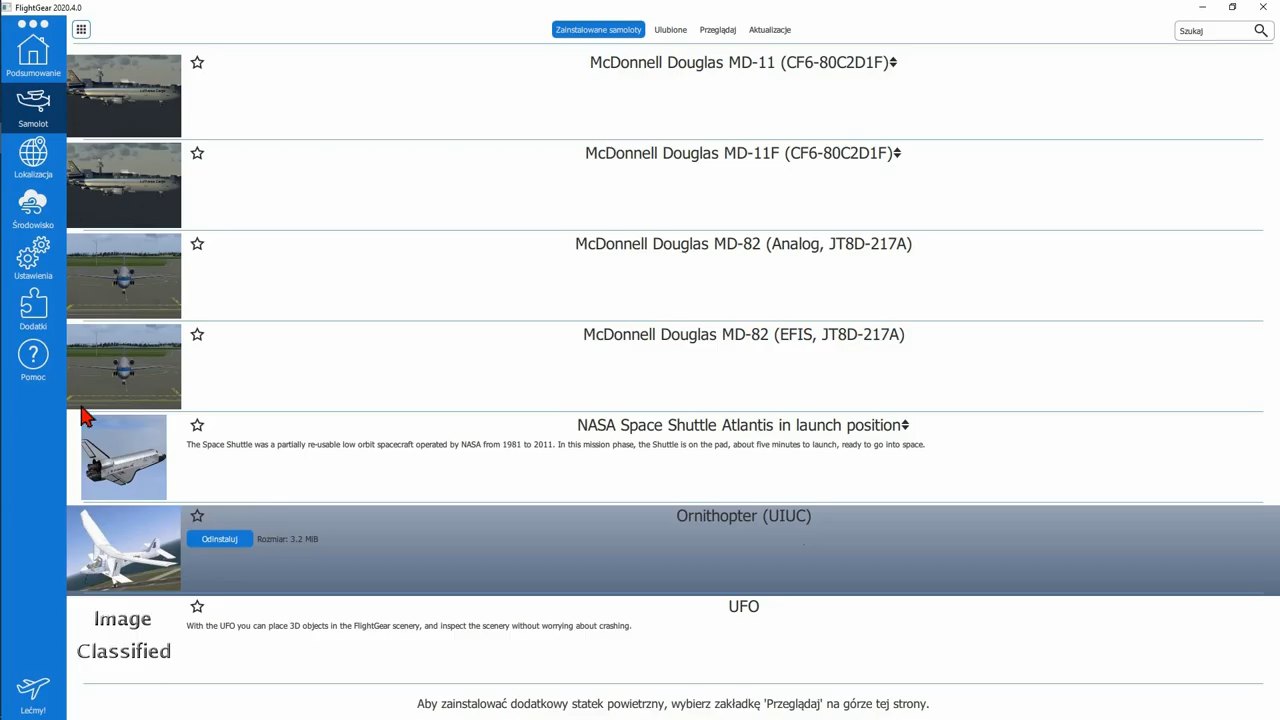 FlightGear 2020.4.0
Zainstalowane samoloty
Ulubione
Przeglądaj
Aktualizacje
Szukaj
Podsumowanie
Samolot
Lokalizacja
Środowisko
Ustawienia
Dodatki
Pomoc
Lećmy!
McDonnell Douglas MD-11 (CF6-80C2D1F)
McDonnell Douglas MD-11F (CF6-80C2D1F)
McDonnell Douglas MD-82 (Analog, JT8D-217A)
McDonnell Douglas MD-82 (EFIS, JT8D-217A)
NASA Space Shuttle Atlantis in launch position
The Space Shuttle was a partially re-usable low orbit spacecraft operated by NASA from 1981 to 2011. In this mission phase, the Shuttle is on the pad, about five minutes to launch, ready to go into space.
Ornithopter (UIUC)
Odinstaluj
Rozmiar: 3.2 MiB
Image
Classified
UFO
With the UFO you can place 3D objects in the FlightGear scenery, and inspect the scenery without worrying about crashing.
Aby zainstalować dodatkowy statek powietrzny, wybierz zakładkę 'Przeglądaj' na górze tej strony.